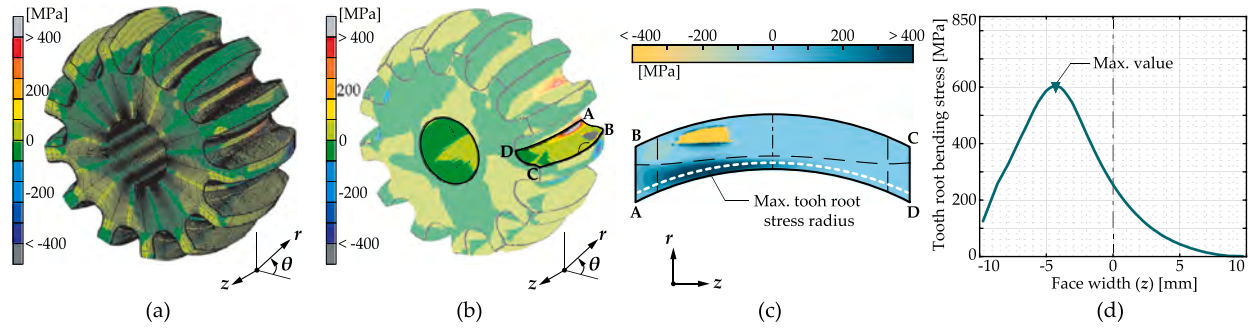 [MPa]
> 400
200
0
-200
< -400
r
θ
z
(a)
[MPa]
> 400
200
0
-200
< -400
A
B
C
D
r
θ
z
(b)
< -400 -200 0 200 > 400
[MPa]
B
C
A
D
Max. tooh root
stress radius
r
z
(c)
850
600
400
200
0
Tooth root bending stress [MPa]
Max. value
-10 -5 0 5 10
Face width (z) [mm]
(d)